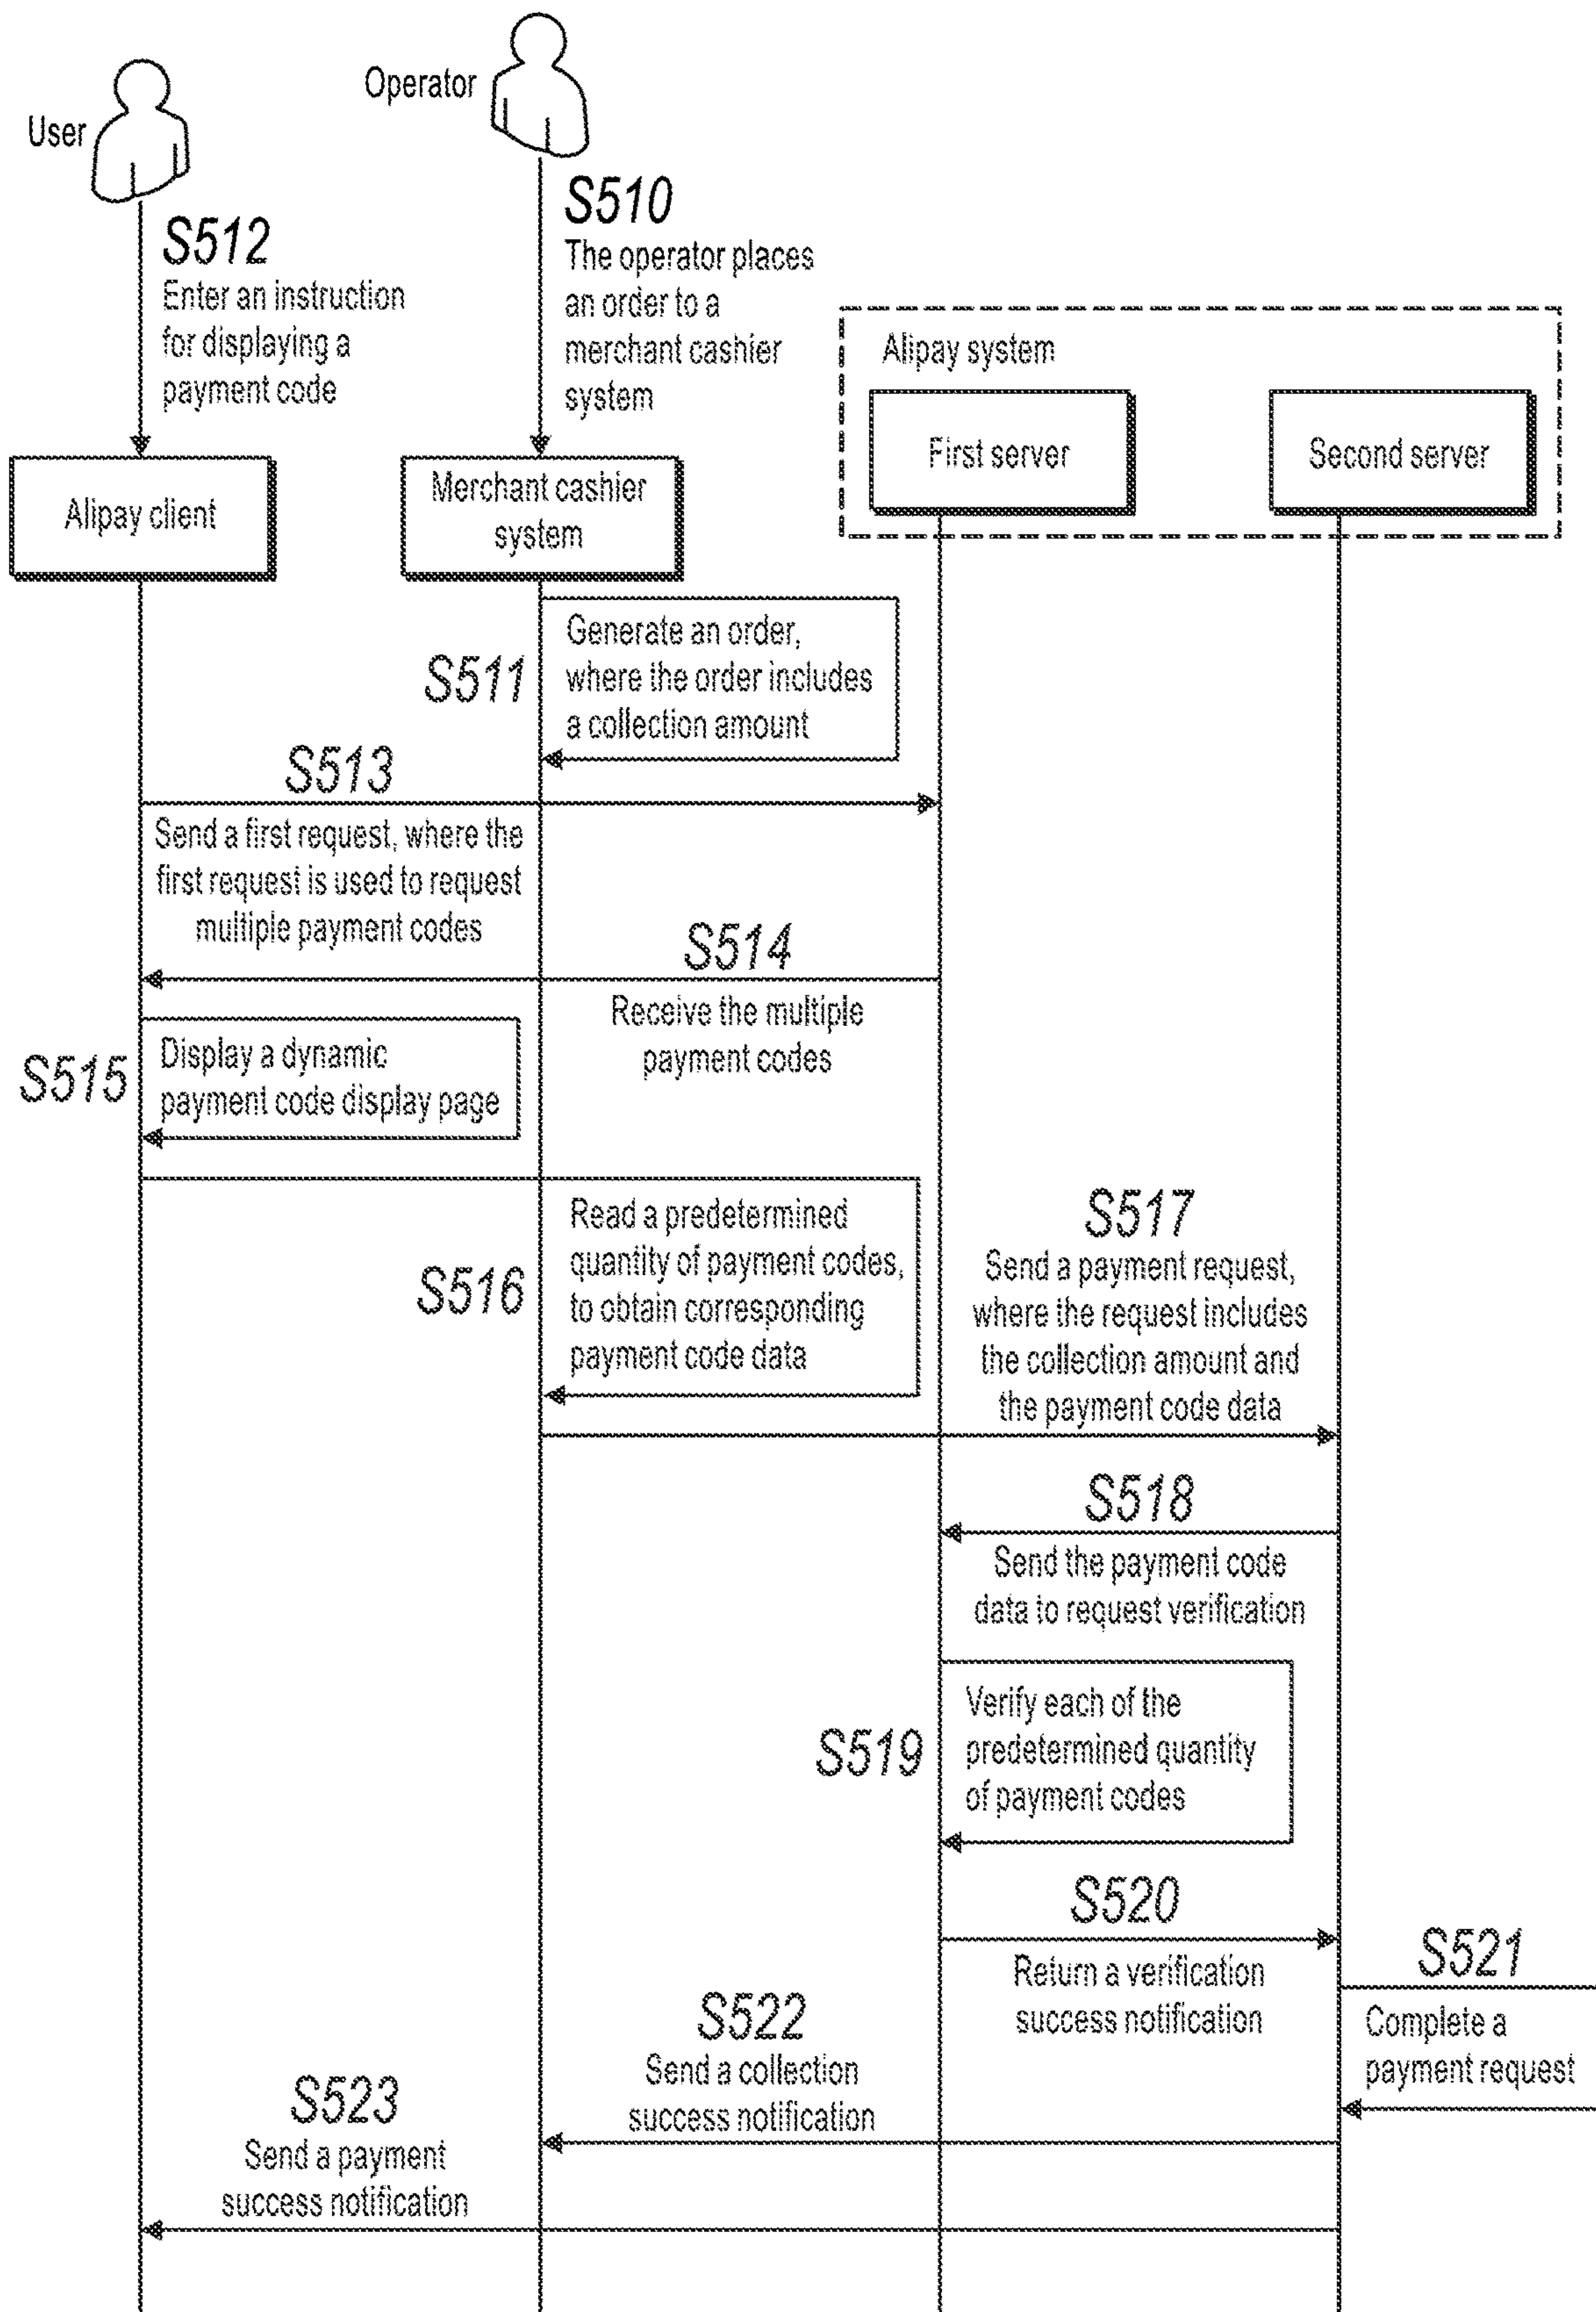 Operator
User
S510
The operator places
an order to a
merchant cashier
system
S512
Enter an instruction
for displaying a
payment code
Alipay system
First server
Second server
Alipay client
Merchant cashier
system
S511
Generate an order,
where the order includes
a collection amount
S513
Send a first request, where the
first request is used to request
multiple payment codes
S514
Receive the multiple
payment codes
S515
Display a dynamic
payment code display page
S516
Read a predetermined
quantity of payment codes,
to obtain corresponding
payment code data
S517
Send a payment request,
where the request includes
the collection amount and
the payment code data
S518
Send the payment code
data to request verification
S519
Verify each of the
predetermined quantity
of payment codes
S520
Return a verification
success notification
S521
Complete a
payment request
S522
Send a collection
success notification
S523
Send a payment
success notification